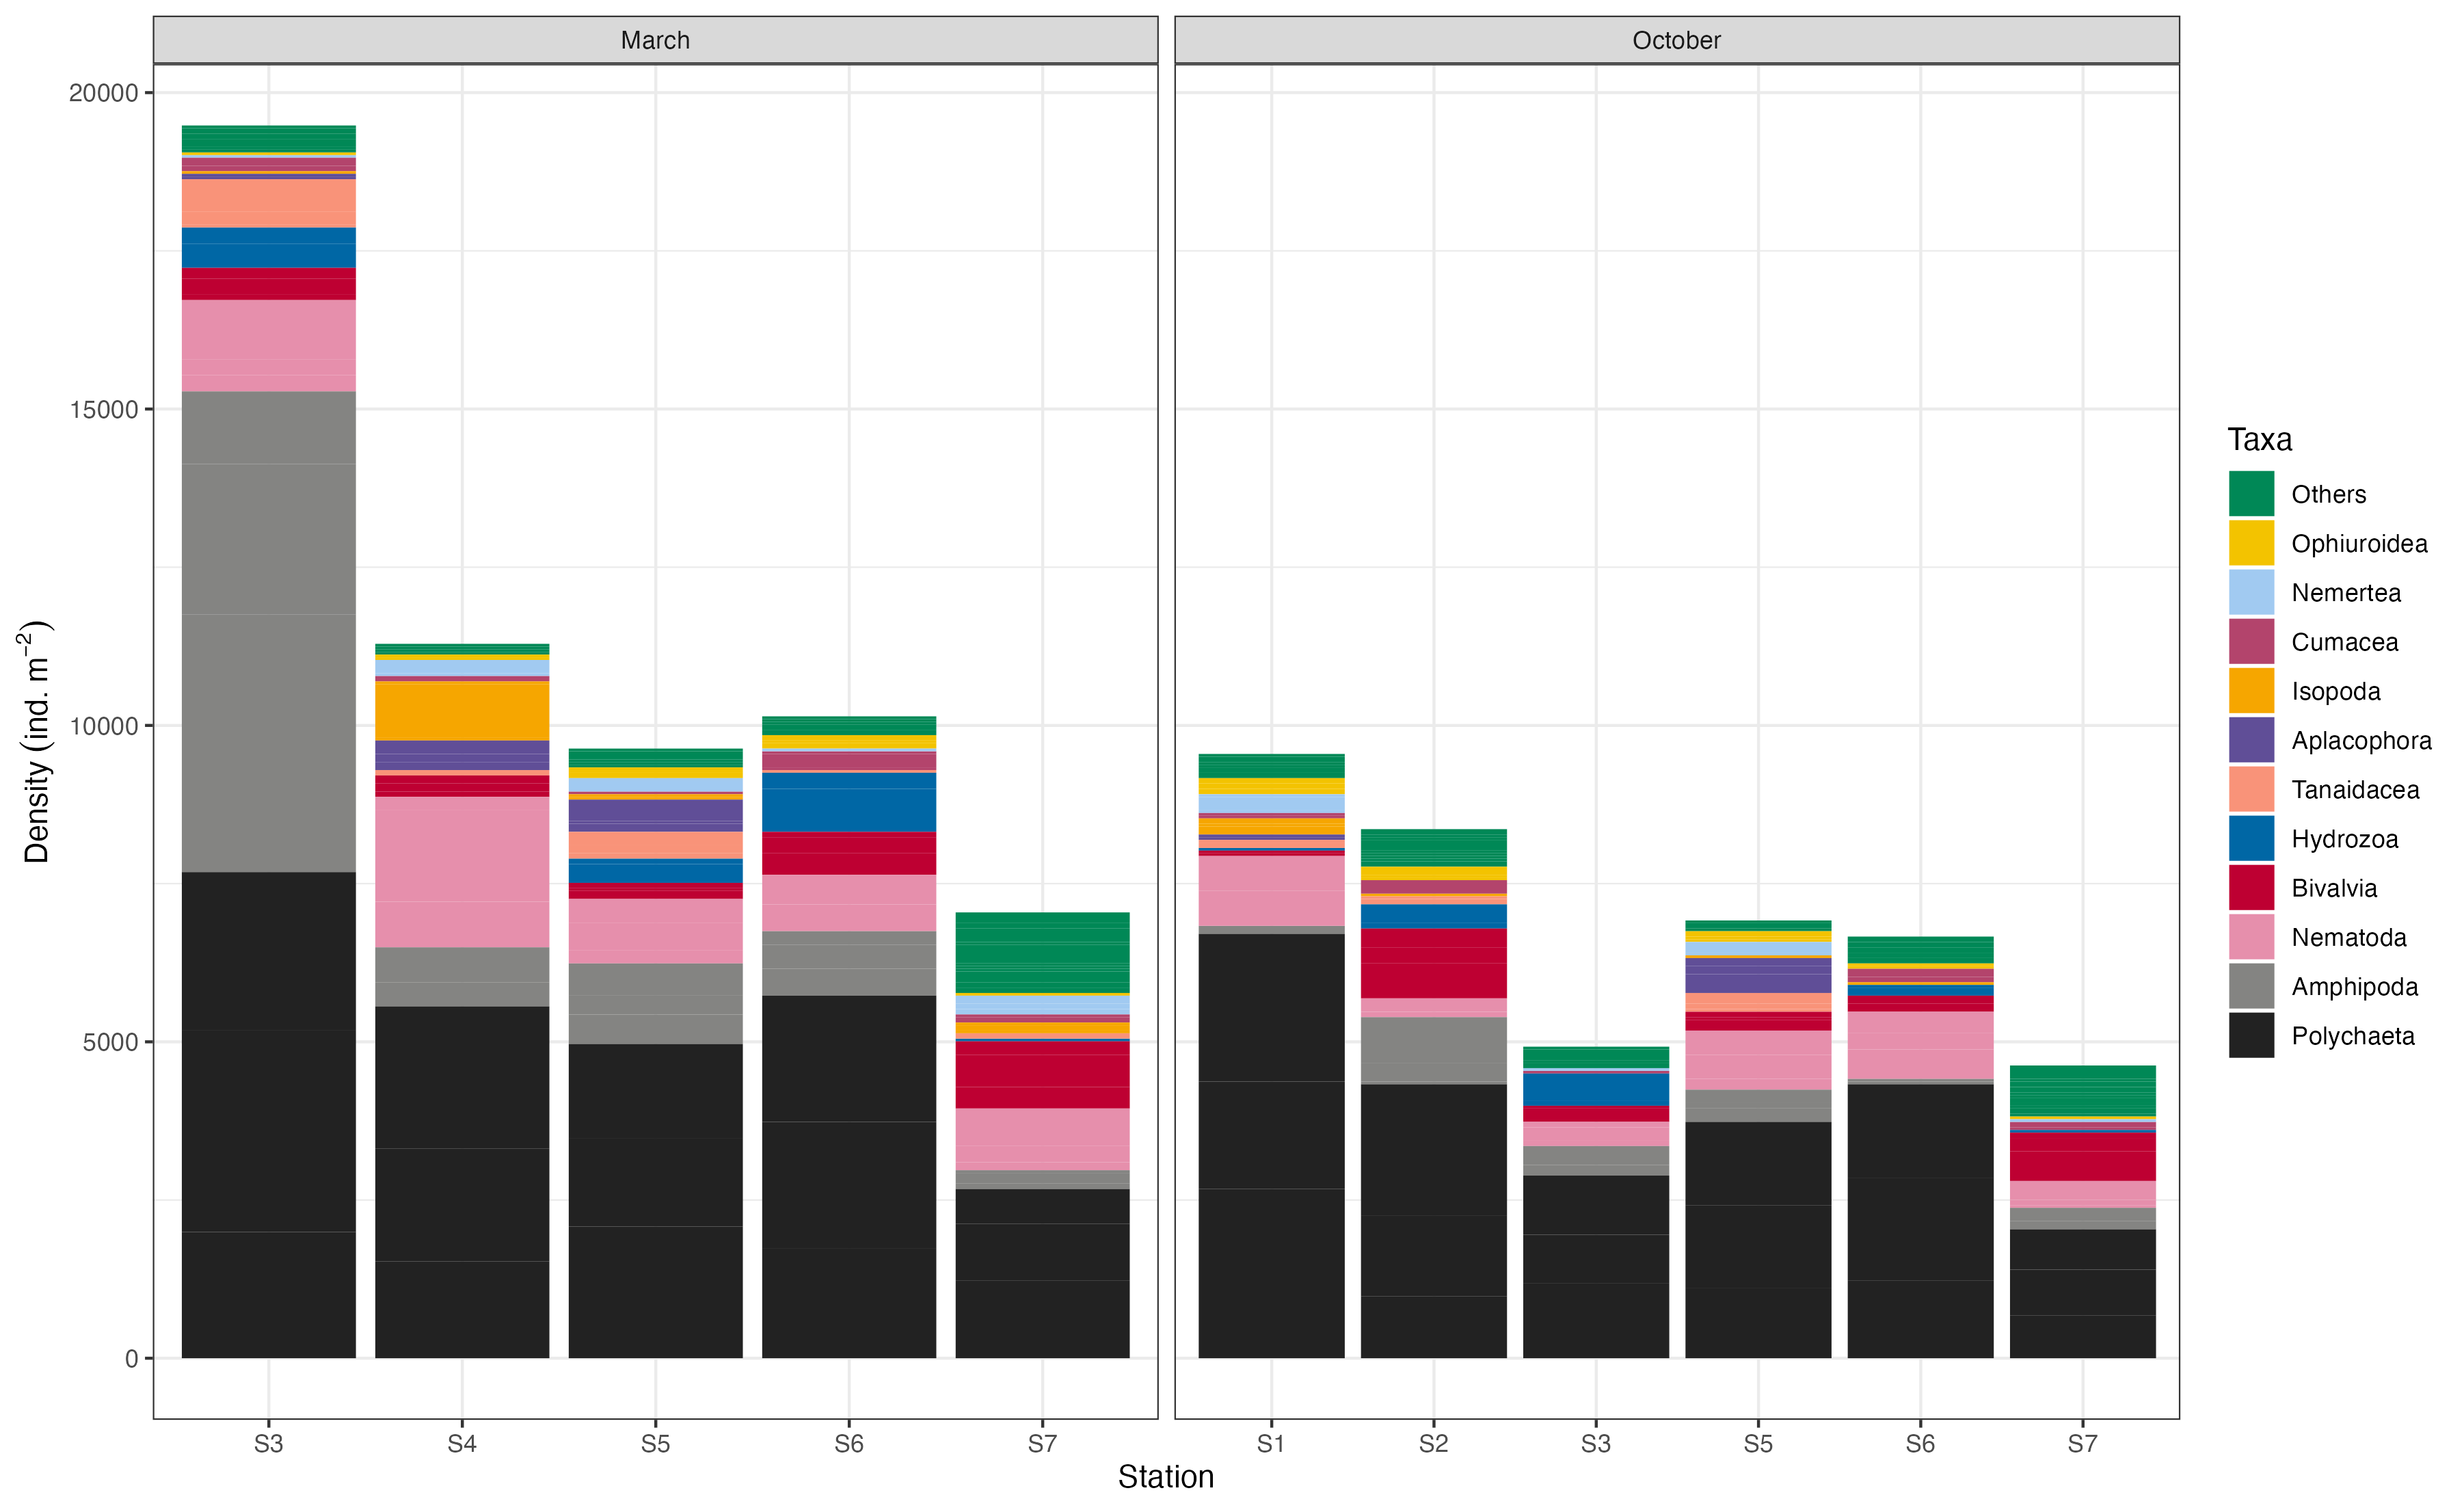 March
October
20000
15000
10000
5000
0
Density (ind. m⁻²)
S3 S4 S5 S6 S7
S1 S2 S3 S5 S6 S7
Station
Taxa
Others
Ophiuroidea
Nemertea
Cumacea
Isopoda
Aplacophora
Tanaidacea
Hydrozoa
Bivalvia
Nematoda
Amphipoda
Polychaeta